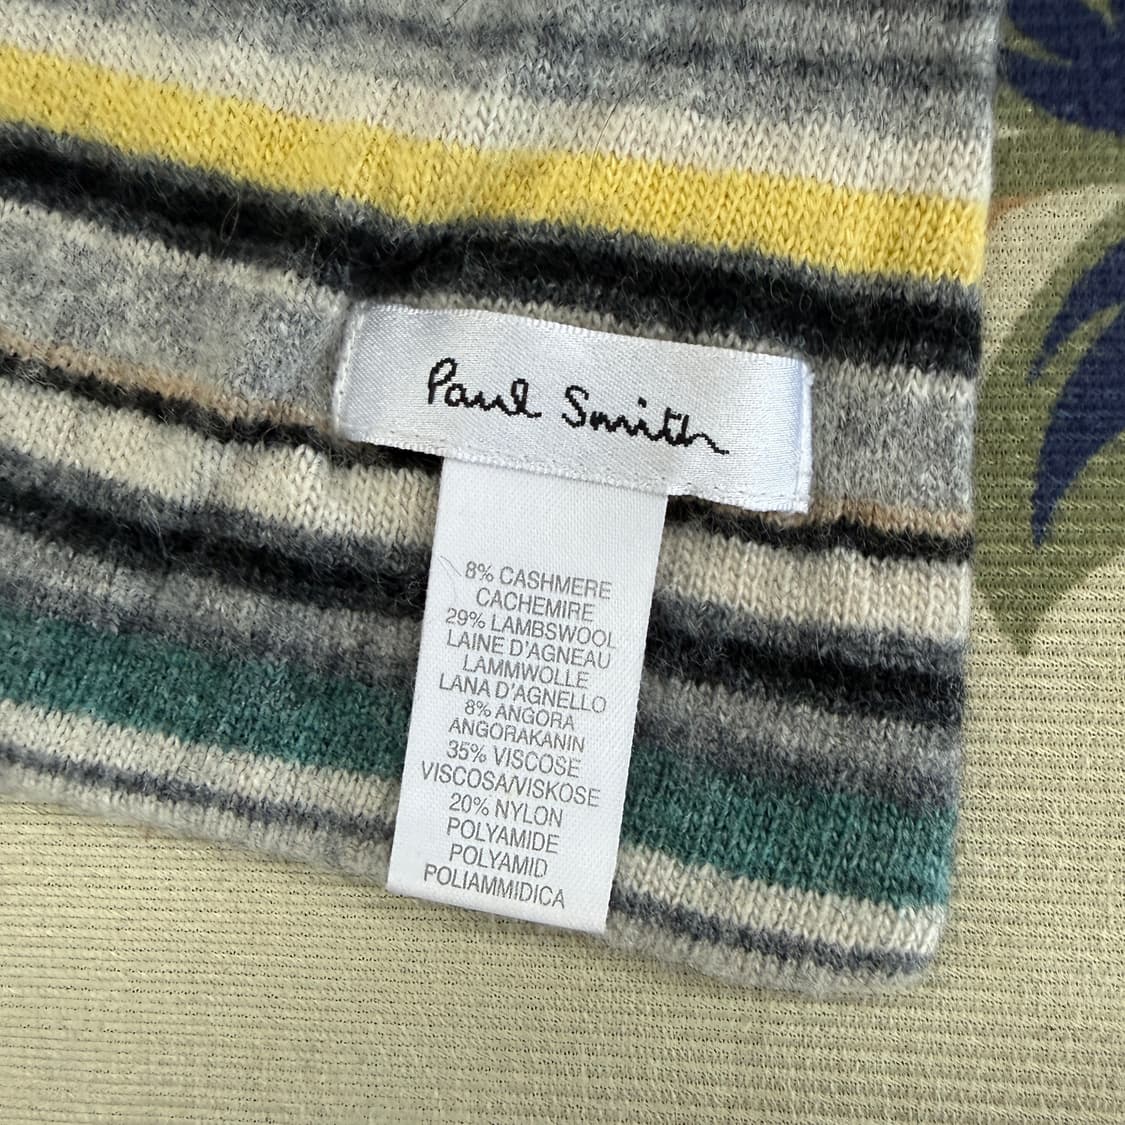 Paul Smith
8% CASHMERE
CACHEMIRE
29% LAMBSWOOL
LAINE D'AGNEAU
LAMMWOLLE
LANA D'AGNELLO
8% ANGORA
ANGORAKANIN
35% VISCOSE
VISCOSA/VISKOSE
20% NYLON
POLYAMIDE
POLYAMID
POLIAMMIDICA